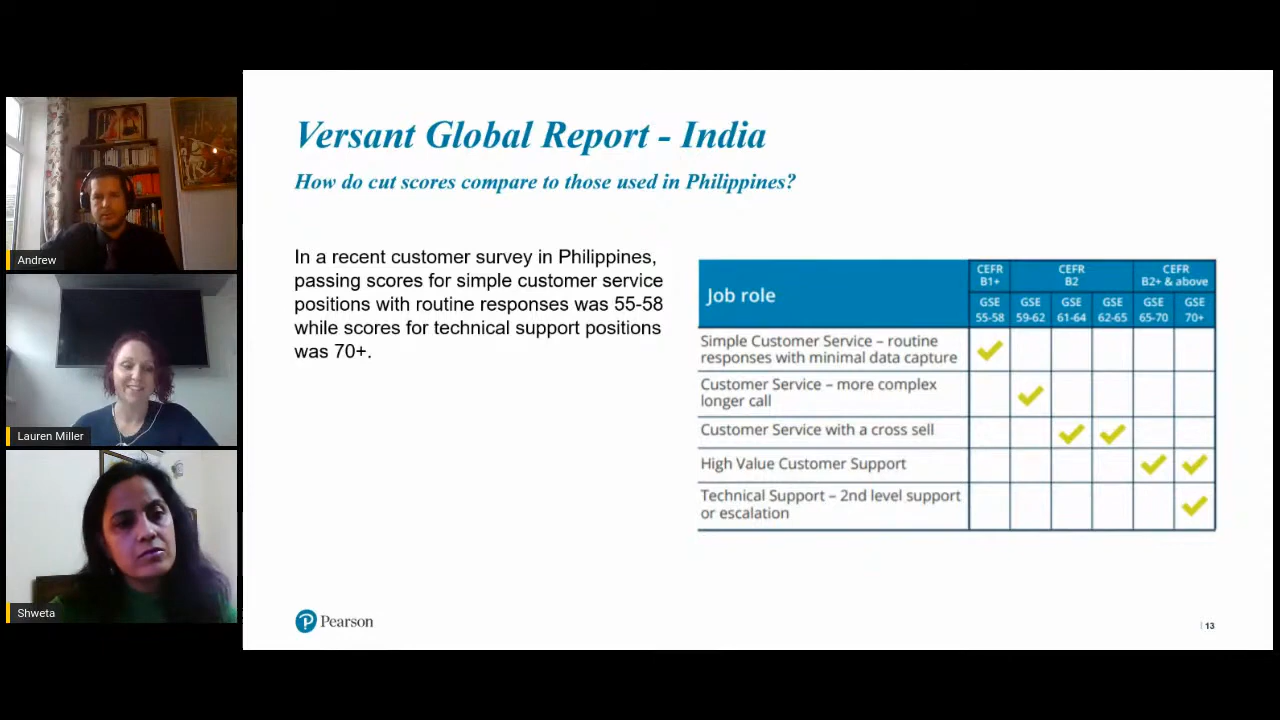 Andrew
Lauren Miller
Shweta
Versant Global Report - India
How do cut scores compare to those used in Philippines?
In a recent customer survey in Philippines,
passing scores for simple customer service
positions with routine responses was 55-58
while scores for technical support positions
was 70+.
Job role
CEFR
B1+
CEFR
B2
CEFR
B2+ & above
GSE
55-58
GSE
59-62
GSE
61-64
GSE
62-65
GSE
65-70
GSE
70+
Simple Customer Service – routine
responses with minimal data capture
Customer Service – more complex
longer call
Customer Service with a cross sell
High Value Customer Support
Technical Support – 2nd level support
or escalation
P Pearson
| 13